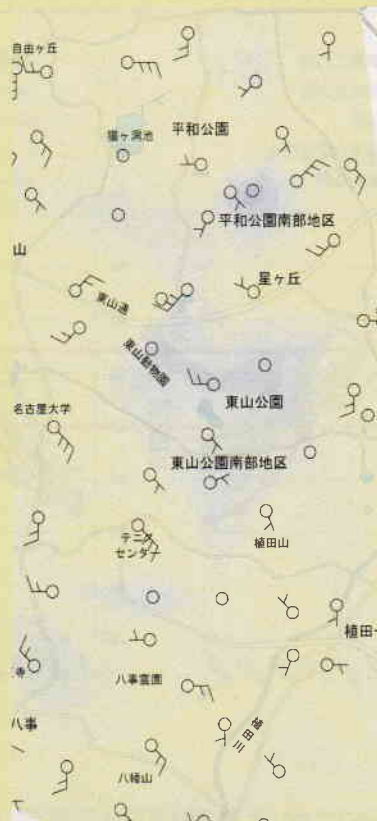 自由ヶ丘
猫ヶ洞池
平和公園
平和公園南部地区
山
星ヶ丘
東山通
東山動物園
東山公園
名古屋大学
東山公園南部地区
テニス
センター
植田山
植田
寺
八事霊園
八事
植田川
八幡山